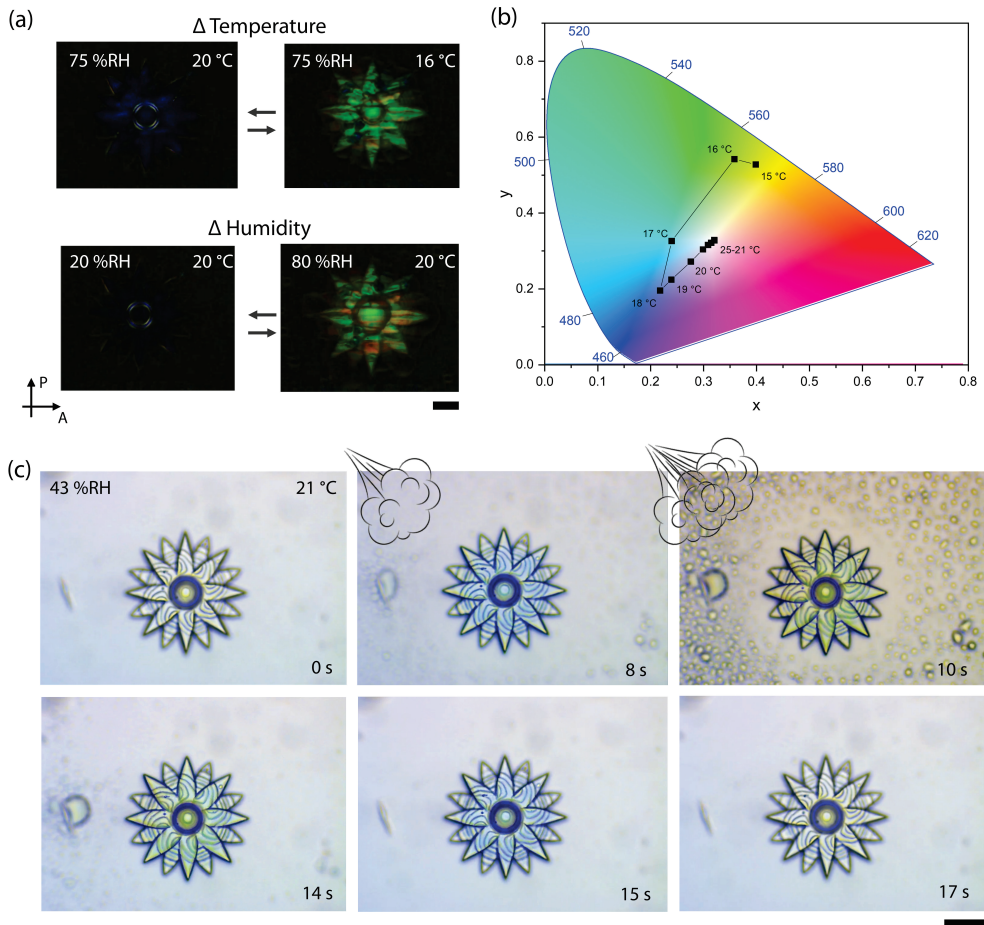 (a)
Δ Temperature
75 %RH 20 °C
75 %RH 16 °C
Δ Humidity
20 %RH 20 °C
80 %RH 20 °C
P
A
(b)
520
540
560
580
600
620
500
480
460
0.8
0.6
0.4
0.2
0.0
y
16 °C
15 °C
17 °C
25-21 °C
20 °C
19 °C
18 °C
0.0 0.1 0.2 0.3 0.4 0.5 0.6 0.7 0.8
x
(c)
43 %RH 21 °C
0 s
8 s
10 s
14 s
15 s
17 s